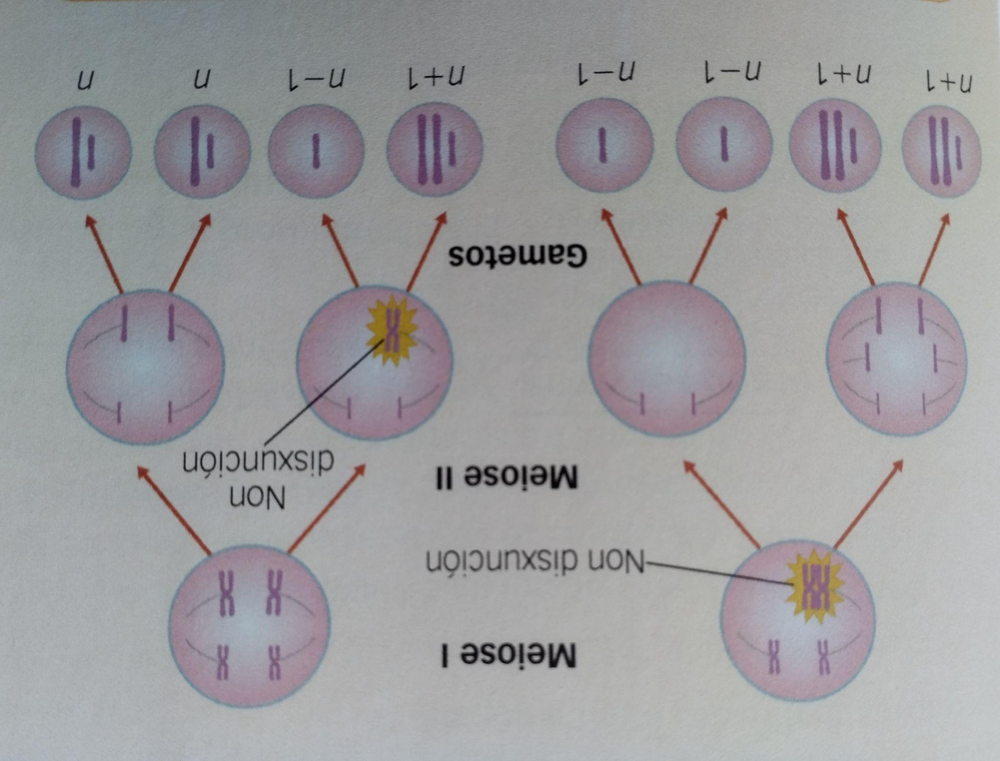 Meiose I
Non disxunción
Meiose II
Non
disxunción
Gametos
n+1
n+1
n−1
n−1
n+1
n−1
n
n